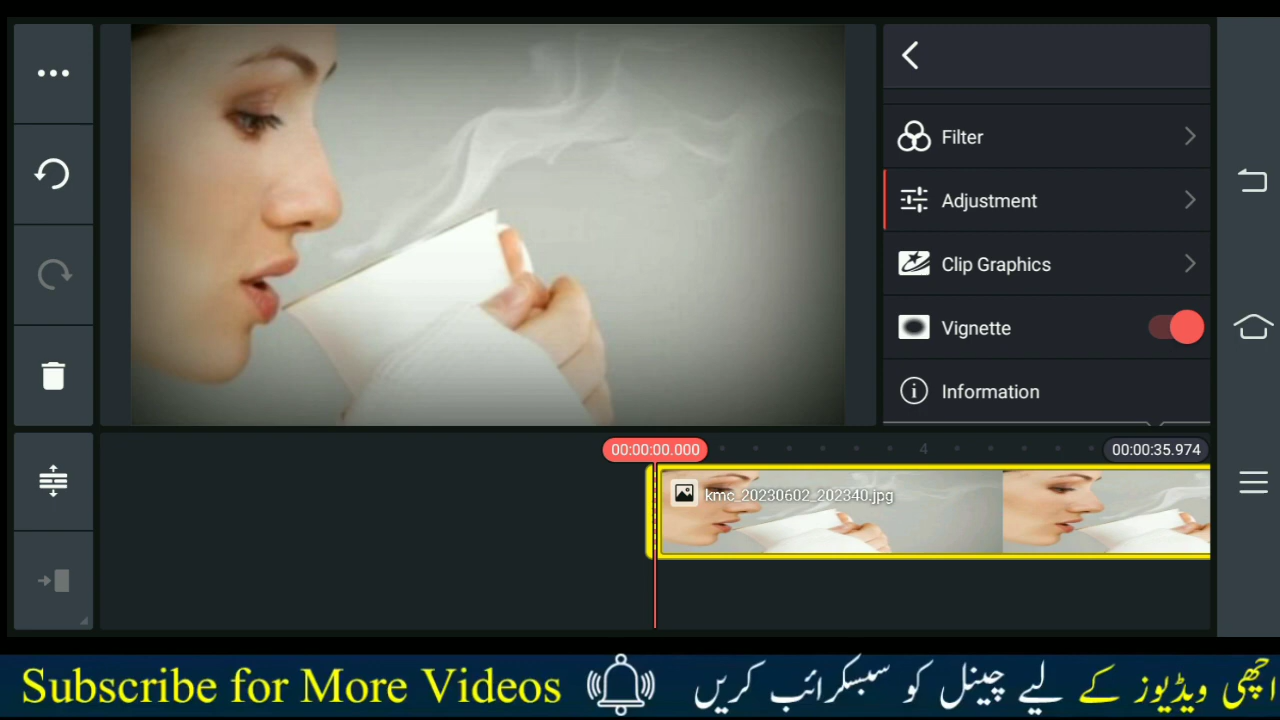 Filter
Adjustment
Clip Graphics
Vignette
Information
00:00:00.000
4
00:00:35.974
kmc_20230602_202340.jpg
Subscribe for More Videos
اچھی ویڈیوز کے لیے چینل کو سبسکرائب کریں